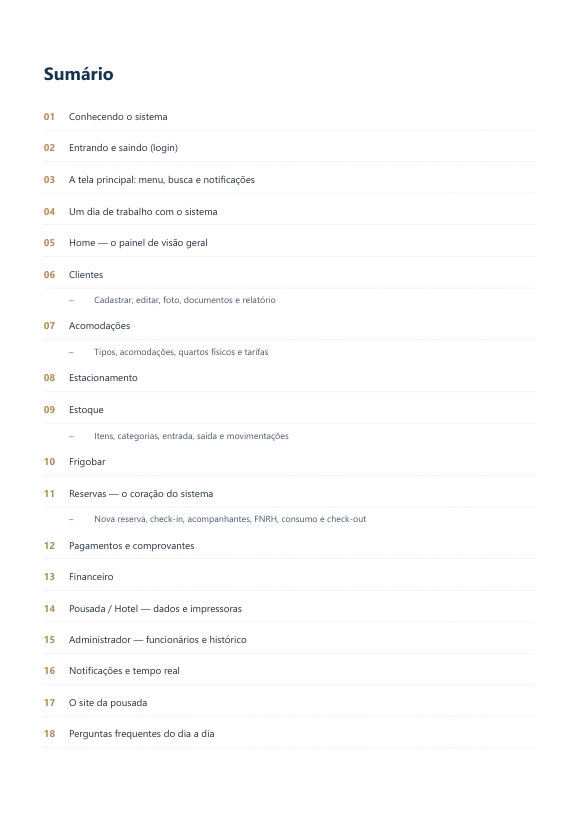 Sumário
01 Conhecendo o sistema
02 Entrando e saindo (login)
03 A tela principal: menu, busca e notificações
04 Um dia de trabalho com o sistema
05 Home — o painel de visão geral
06 Clientes
– Cadastrar, editar, foto, documentos e relatório
07 Acomodações
– Tipos, acomodações, quartos físicos e tarifas
08 Estacionamento
09 Estoque
– Itens, categorias, entrada, saída e movimentações
10 Frigobar
11 Reservas — o coração do sistema
– Nova reserva, check-in, acompanhantes, FNRH, consumo e check-out
12 Pagamentos e comprovantes
13 Financeiro
14 Pousada / Hotel — dados e impressoras
15 Administrador — funcionários e histórico
16 Notificações e tempo real
17 O site da pousada
18 Perguntas frequentes do dia a dia